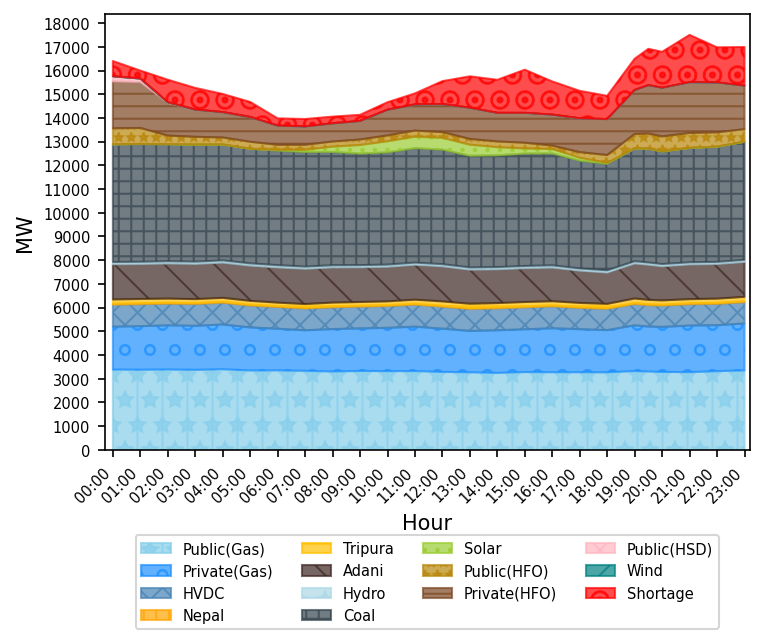 18000
17000
16000
15000
14000
13000
12000
11000
10000
9000
8000
7000
6000
5000
4000
3000
2000
1000
0
MW
00:00 01:00 02:00 03:00 04:00 05:00 06:00 07:00 08:00 09:00 10:00 11:00 12:00 13:00 14:00 15:00 16:00 17:00 18:00 19:00 20:00 21:00 22:00 23:00
Hour
Public(Gas) Tripura Solar Public(HSD)
Private(Gas) Adani Public(HFO) Wind
HVDC Hydro Private(HFO) Shortage
Nepal Coal